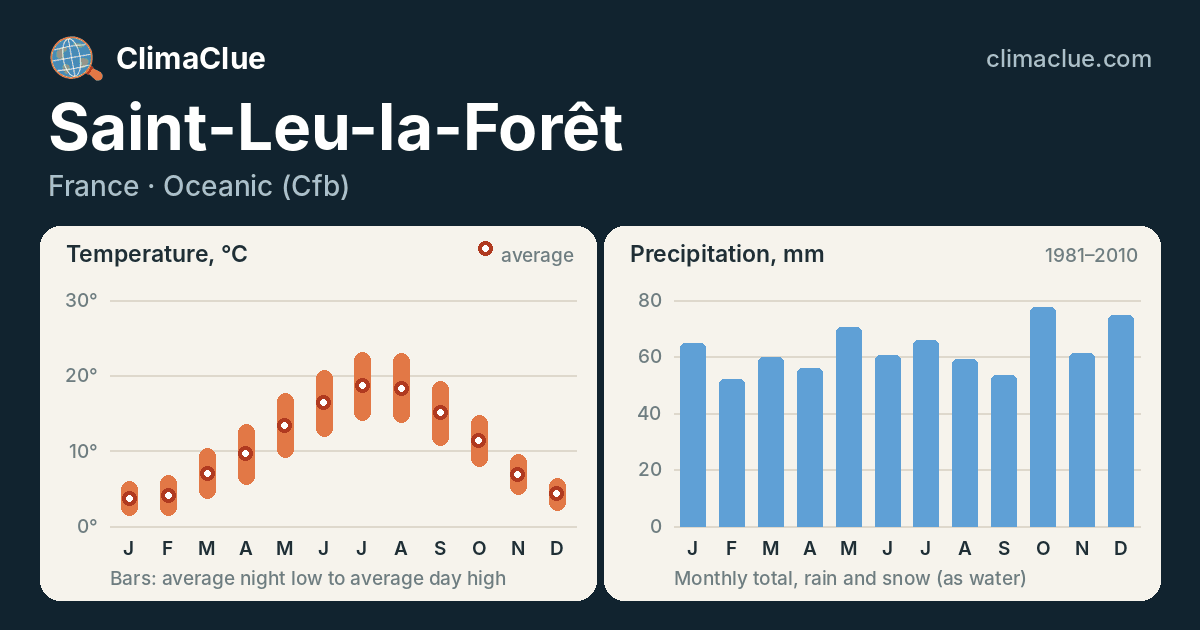 ClimaClue
climaclue.com
Saint-Leu-la-Forêt
France · Oceanic (Cfb)
Temperature, °C
average
30°
20°
10°
0°
J F M A M J J A S O N D
Bars: average night low to average day high
Precipitation, mm
1981–2010
80
60
40
20
0
J F M A M J J A S O N D
Monthly total, rain and snow (as water)